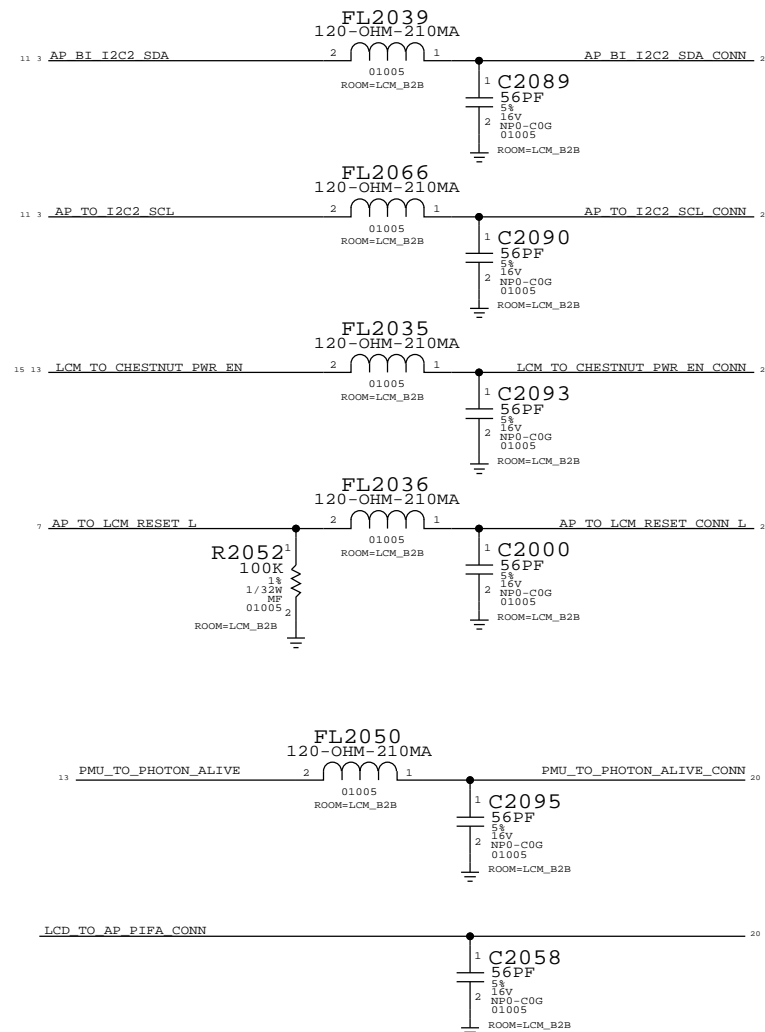 FL2039
120-OHM-210MA
11 3 AP_BI_I2C2_SDA 2 1 AP_BI_I2C2_SDA_CONN 2
01005
ROOM=LCM_B2B
1 C2089
56PF
5%
16V
2 NP0-C0G
01005
ROOM=LCM_B2B
FL2066
120-OHM-210MA
11 3 AP_TO_I2C2_SCL 2 1 AP_TO_I2C2_SCL_CONN 2
01005
ROOM=LCM_B2B
1 C2090
56PF
5%
16V
2 NP0-C0G
01005
ROOM=LCM_B2B
FL2035
120-OHM-210MA
15 13 LCM_TO_CHESTNUT_PWR_EN 2 1 LCM_TO_CHESTNUT_PWR_EN_CONN 2
01005
ROOM=LCM_B2B
1 C2093
56PF
5%
16V
2 NP0-C0G
01005
ROOM=LCM_B2B
FL2036
120-OHM-210MA
7 AP_TO_LCM_RESET_L 2 1 AP_TO_LCM_RESET_CONN_L 2
01005
ROOM=LCM_B2B
R2052 1
100K
1%
1/32W
MF
01005 2
ROOM=LCM_B2B
1 C2000
56PF
5%
16V
2 NP0-C0G
01005
ROOM=LCM_B2B
FL2050
120-OHM-210MA
13 PMU_TO_PHOTON_ALIVE 2 1 PMU_TO_PHOTON_ALIVE_CONN 20
01005
ROOM=LCM_B2B
1 C2095
56PF
5%
16V
2 NP0-C0G
01005
ROOM=LCM_B2B
LCD_TO_AP_PIFA_CONN 20
1 C2058
56PF
5%
16V
2 NP0-C0G
01005
ROOM=LCM_B2B